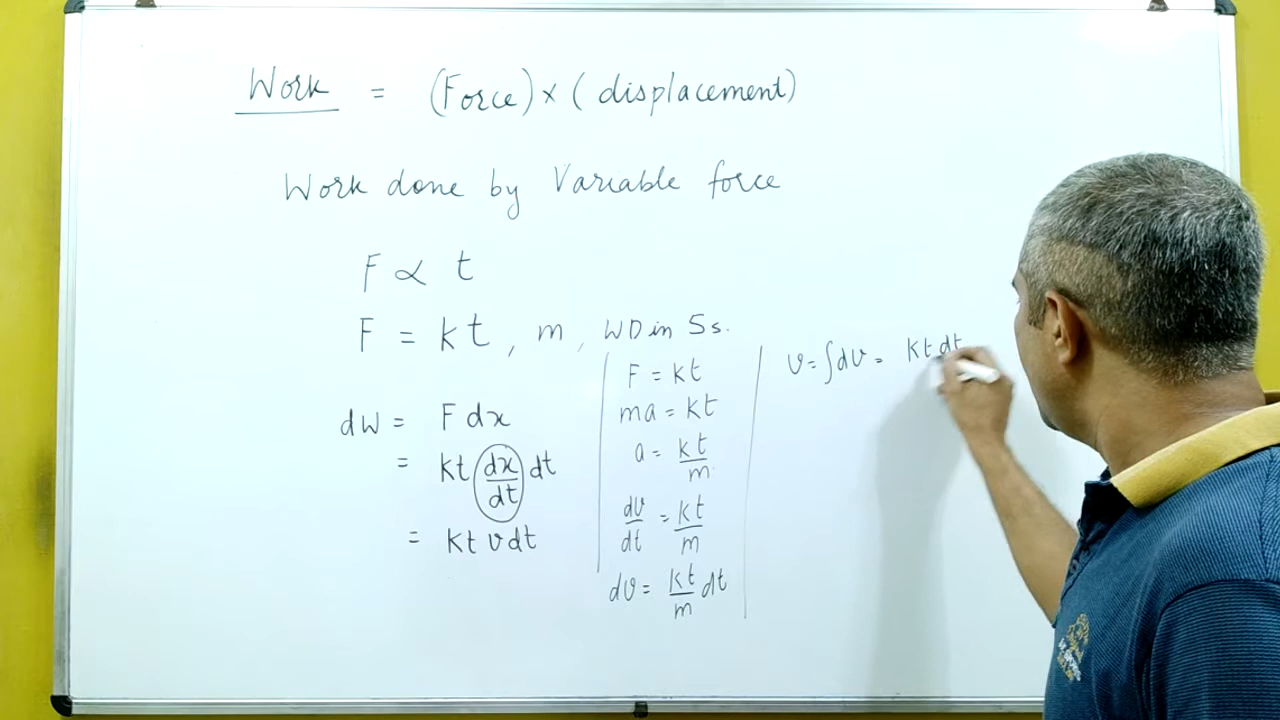 Work = (Force) × (displacement)
Work done by Variable force
F ∝ t
F = kt, m, WD in 5s.
dW = F dx
= kt dx/dt dt
= kt v dt
F = kt
ma = kt
a = kt/m
dv/dt = kt/m
dv = kt/m dt
v = ∫dv = kt dt